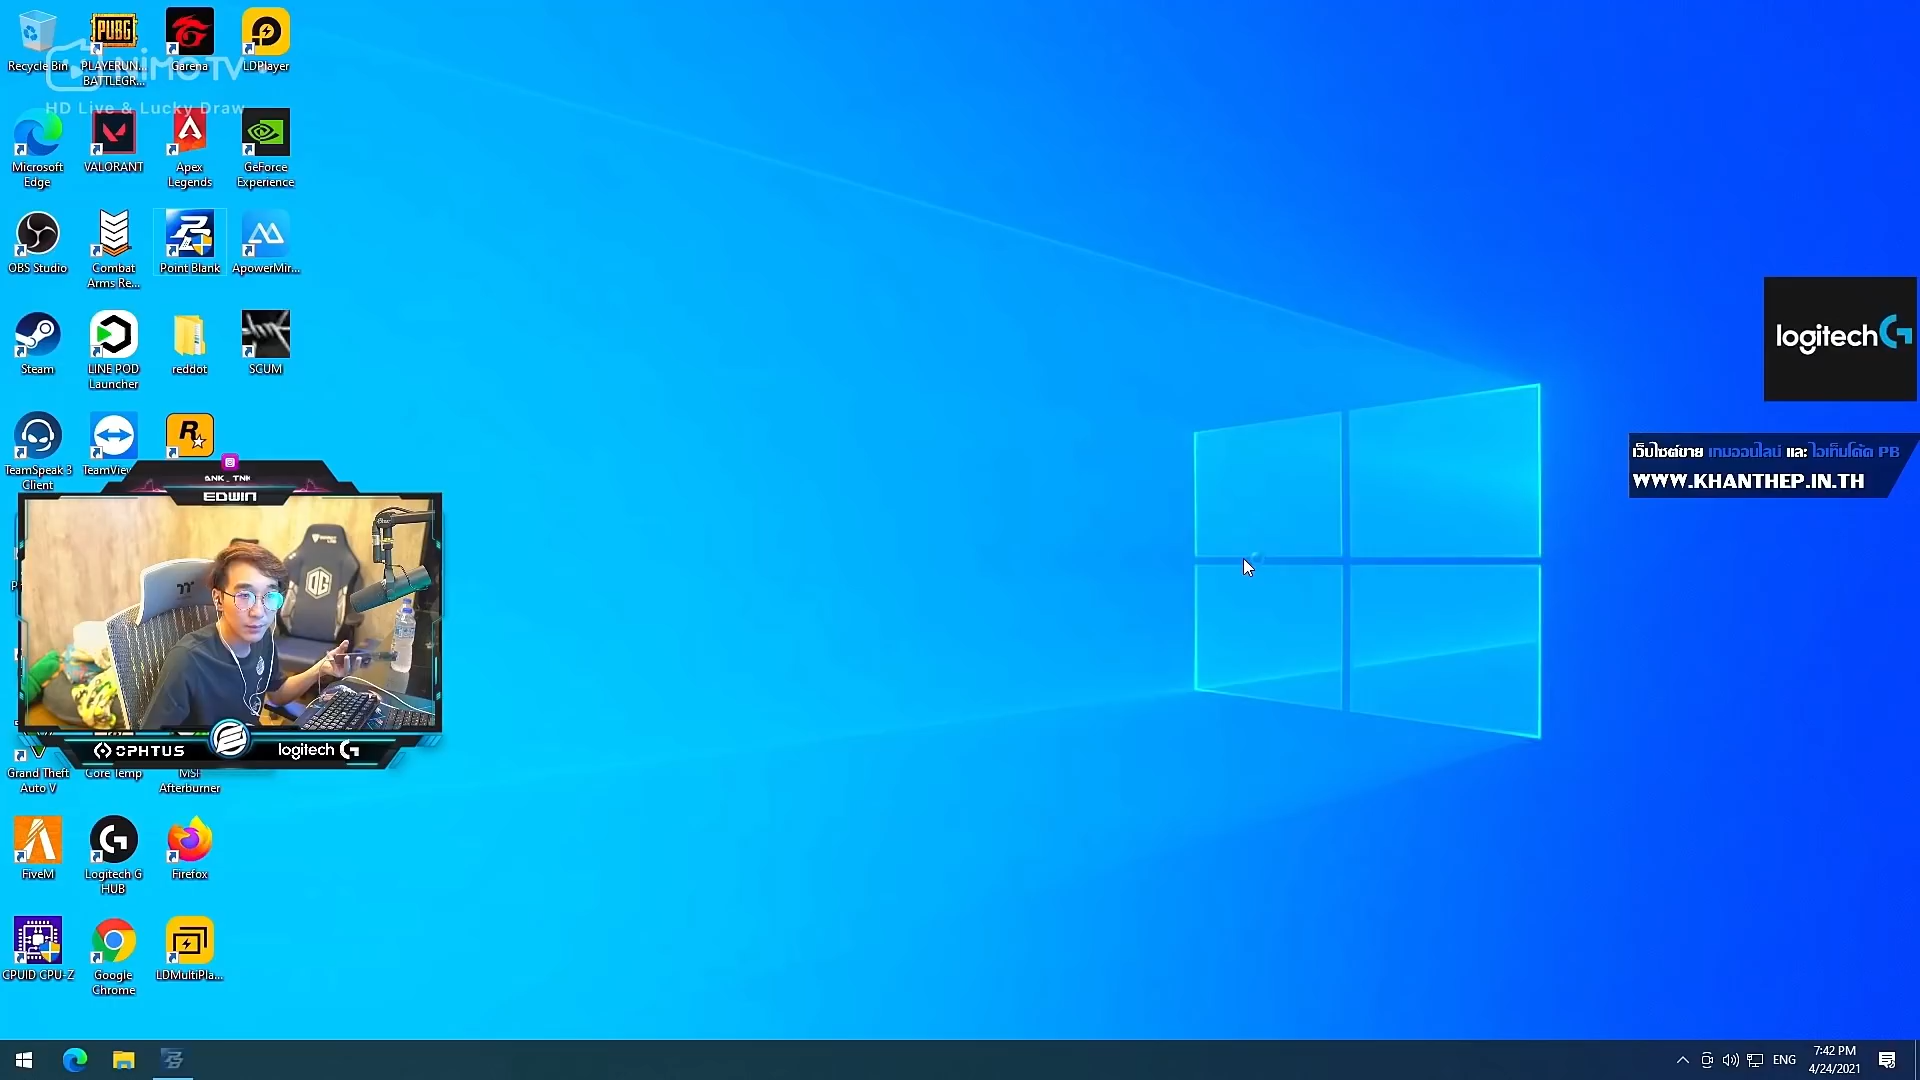 Recycle Bin
PLAYERUN...
BATTLEGR...
Garena
LDPlayer
NIMOTV
HD Live & Lucky Draw
PUBG
Microsoft
Edge
VALORANT
Apex
Legends
GeForce
Experience
OBS Studio
Combat
Arms Re...
Point Blank
ApowerMir...
Steam
LINE POD
Launcher
reddot
SCUM
TeamSpeak 3
Client
TeamView
ANK_TNK
EDWIN
OG
OPHTUS
logitech G
Grand Theft
Auto V
Core Temp
MSI
Afterburner
FiveM
Logitech G
HUB
Firefox
CPUID CPU-Z
Google
Chrome
LDMultiPla...
logitech G
เว็บไซต์ขาย เกมออนไลน์ และ ไอเท็มโค้ด PB
WWW.KHANTHEP.IN.TH
ENG
7:42 PM
4/24/2021